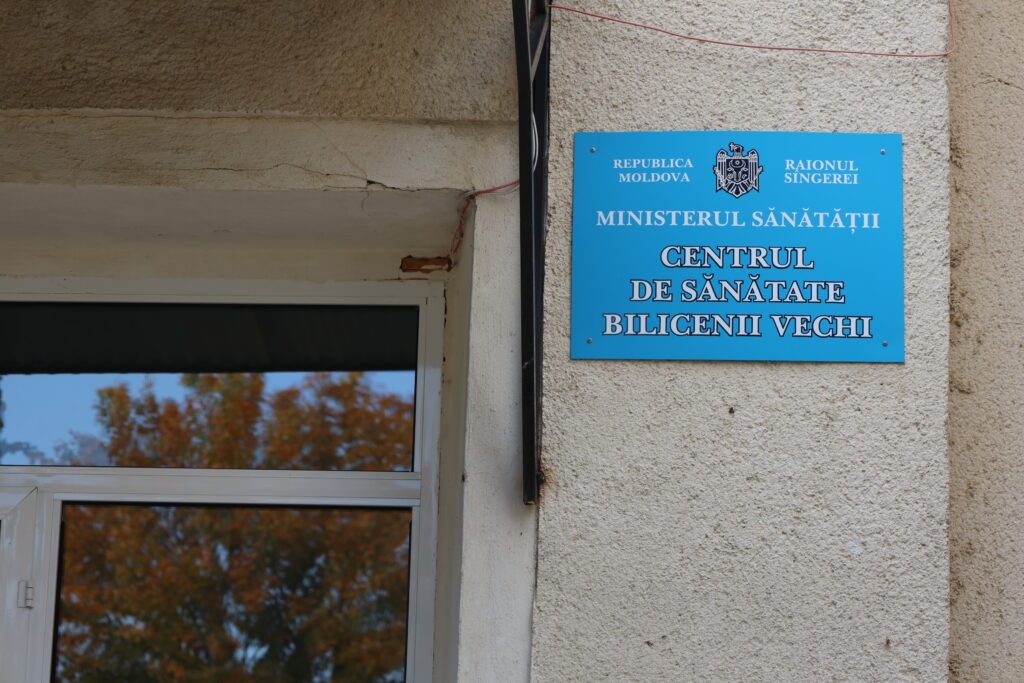 REPUBLICA MOLDOVA
RAIONUL SÎNGEREI
MINISTERUL SĂNĂTĂȚII
CENTRUL
DE SĂNĂTATE
BILICENII VECHI